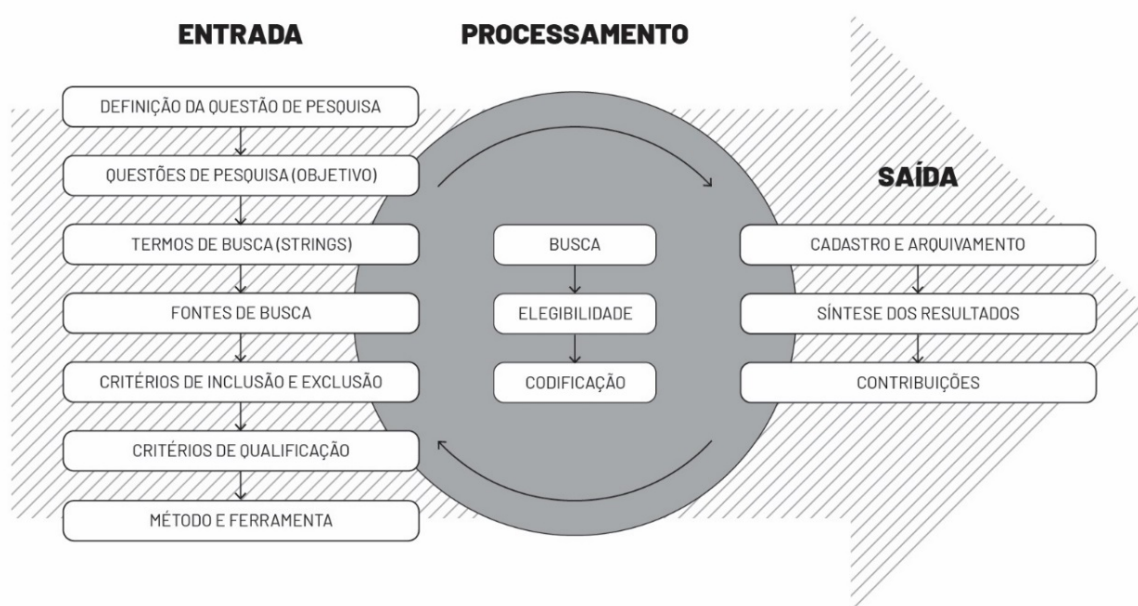 ENTRADA
DEFINIÇÃO DA QUESTÃO DE PESQUISA
QUESTÕES DE PESQUISA (OBJETIVO)
TERMOS DE BUSCA (STRINGS)
FONTES DE BUSCA
CRITÉRIOS DE INCLUSÃO E EXCLUSÃO
CRITÉRIOS DE QUALIFICAÇÃO
MÉTODO E FERRAMENTA
PROCESSAMENTO
BUSCA
ELEGIBILIDADE
CODIFICAÇÃO
SAÍDA
CADASTRO E ARQUIVAMENTO
SÍNTESE DOS RESULTADOS
CONTRIBUIÇÕES